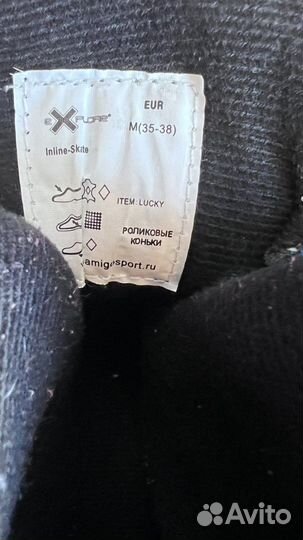 eXPLORE
EUR
M(35-38)
Inline-Skate
ITEM: LUCKY
РОЛИКОВЫЕ
КОНЬКИ
amigosport.ru
Avito